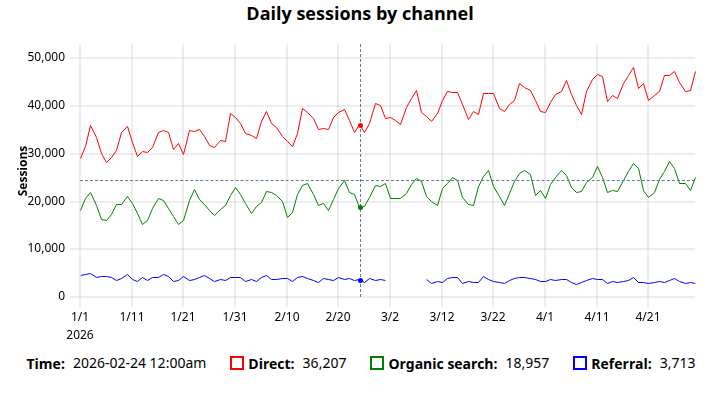 Daily sessions by channel
50,000
40,000
30,000
20,000
10,000
0
Sessions
1/1 1/11 1/21 1/31 2/10 2/20 3/2 3/12 3/22 4/1 4/11 4/21
2026
Time: 2026-02-24 12:00am Direct: 36,207 Organic search: 18,957 Referral: 3,713